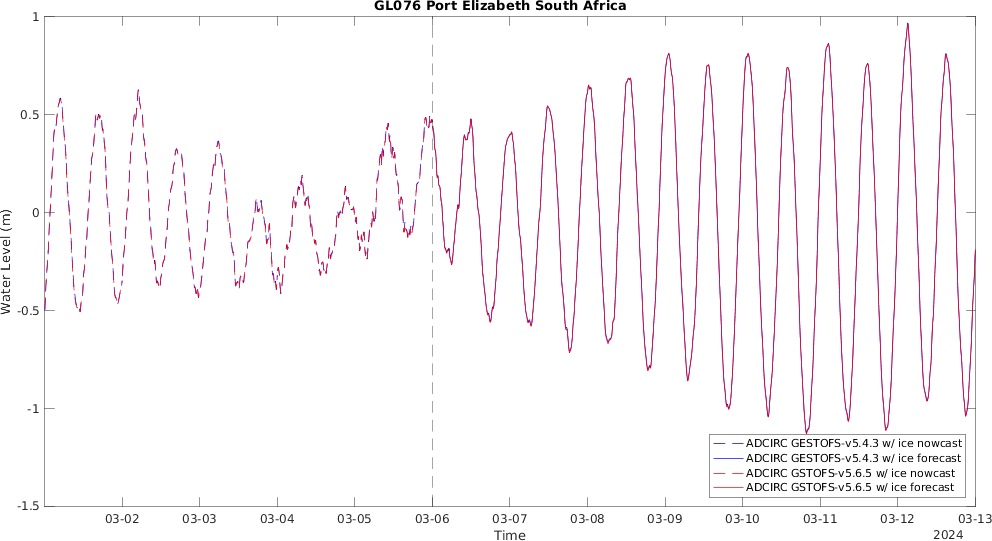 GL076 Port Elizabeth South Africa
1
0.5
0
-0.5
-1
-1.5
Water Level (m)
ADCIRC GESTOFS-v5.4.3 w/ ice nowcast
ADCIRC GESTOFS-v5.4.3 w/ ice forecast
ADCIRC GSTOFS-v5.6.5 w/ ice nowcast
ADCIRC GSTOFS-v5.6.5 w/ ice forecast
03-02 03-03 03-04 03-05 03-06 03-07 03-08 03-09 03-10 03-11 03-12 03-13
Time
2024